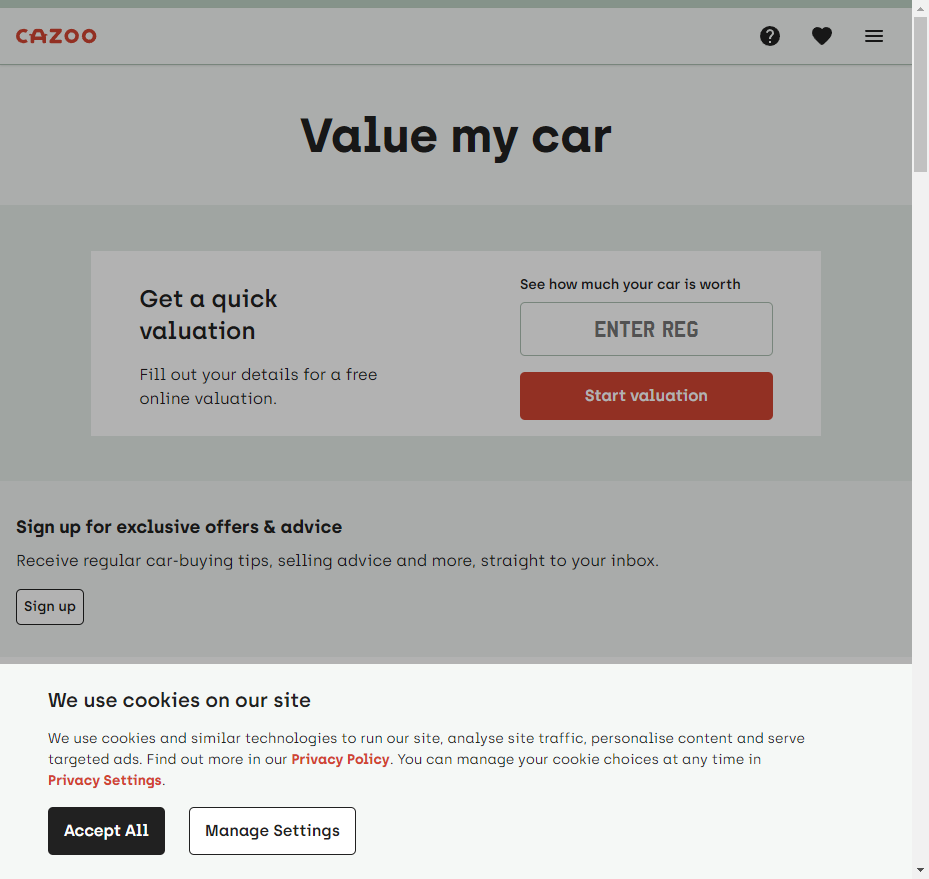 CAZOO
Value my car
Get a quick
valuation
Fill out your details for a free
online valuation.
See how much your car is worth
ENTER REG
Start valuation
Sign up for exclusive offers & advice
Receive regular car-buying tips, selling advice and more, straight to your inbox.
Sign up
We use cookies on our site
We use cookies and similar technologies to run our site, analyse site traffic, personalise content and serve
targeted ads. Find out more in our Privacy Policy. You can manage your cookie choices at any time in
Privacy Settings.
Accept All
Manage Settings